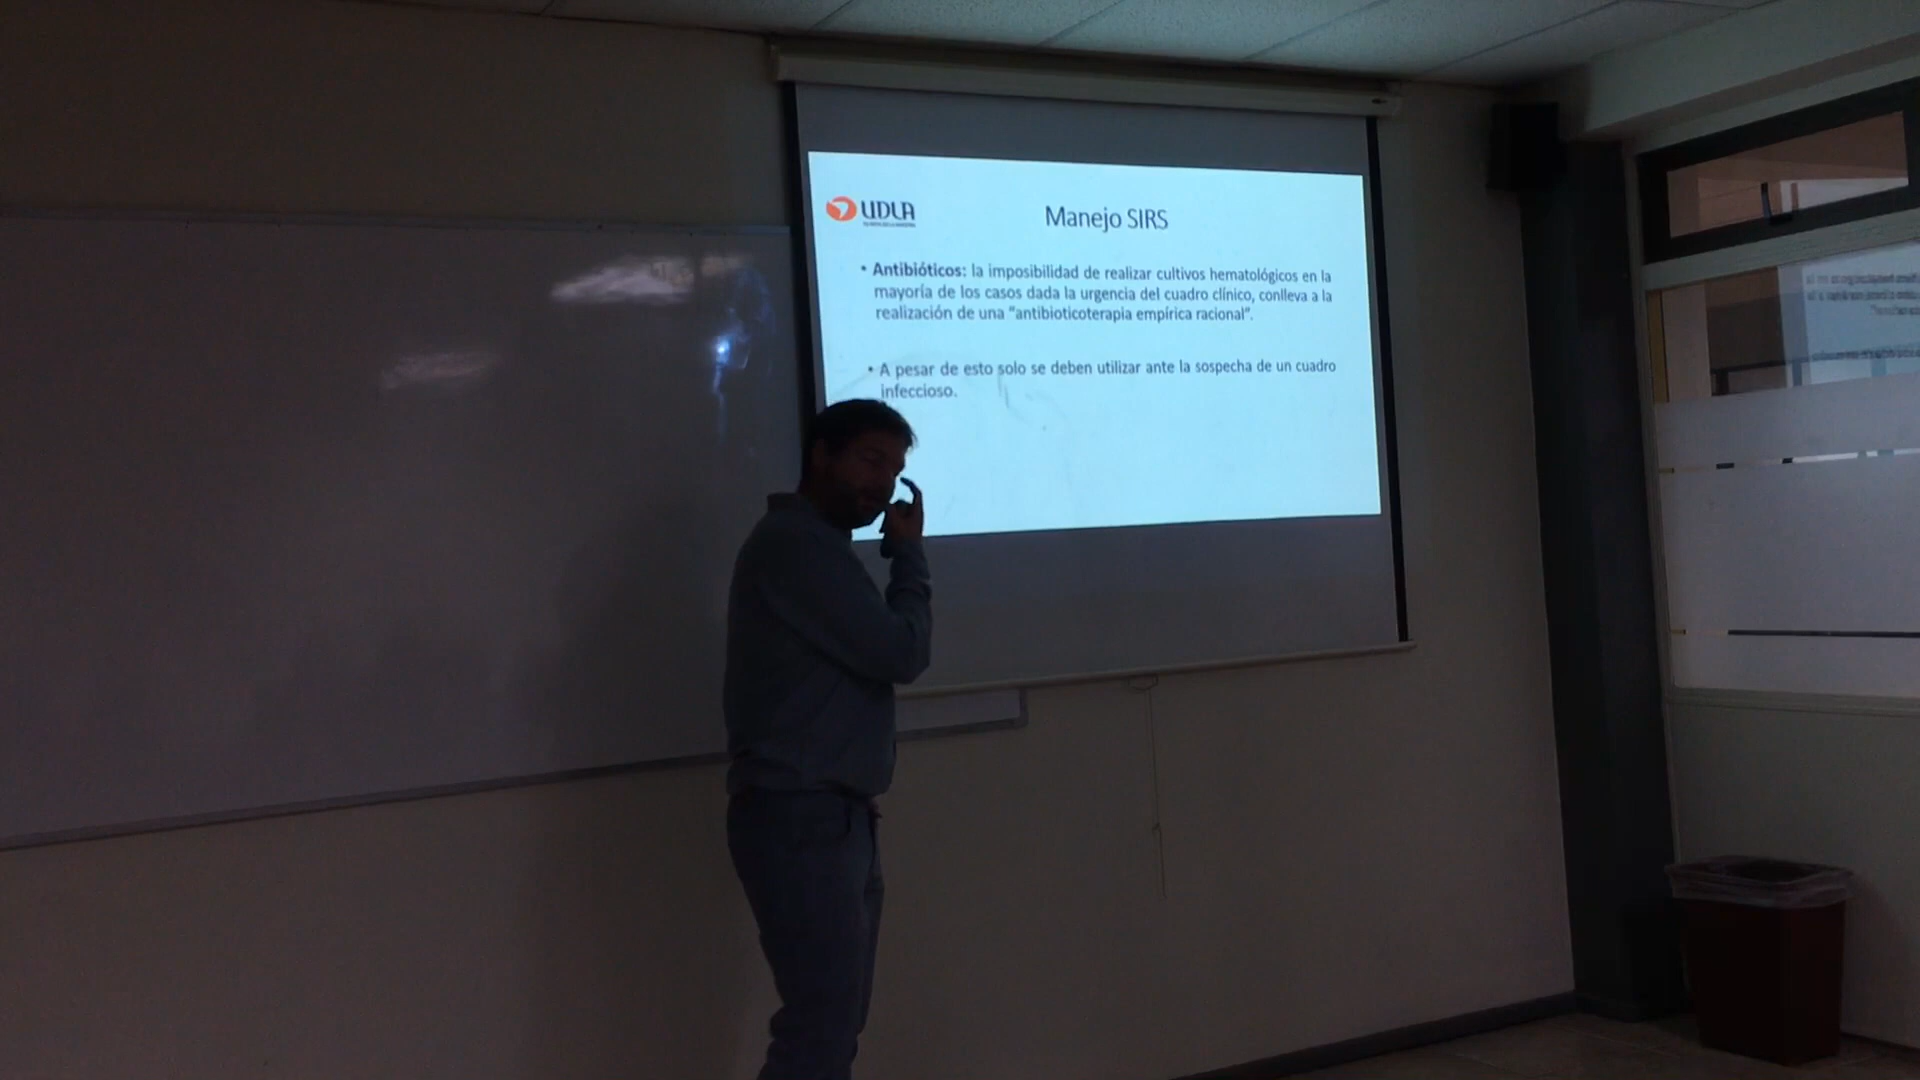 UDLA
Manejo SIRS
• Antibióticos: la imposibilidad de realizar cultivos hematológicos en la
mayoría de los casos dada la urgencia del cuadro clínico, conlleva a la
realización de una "antibioticoterapia empírica racional".
• A pesar de esto solo se deben utilizar ante la sospecha de un cuadro
infeccioso.